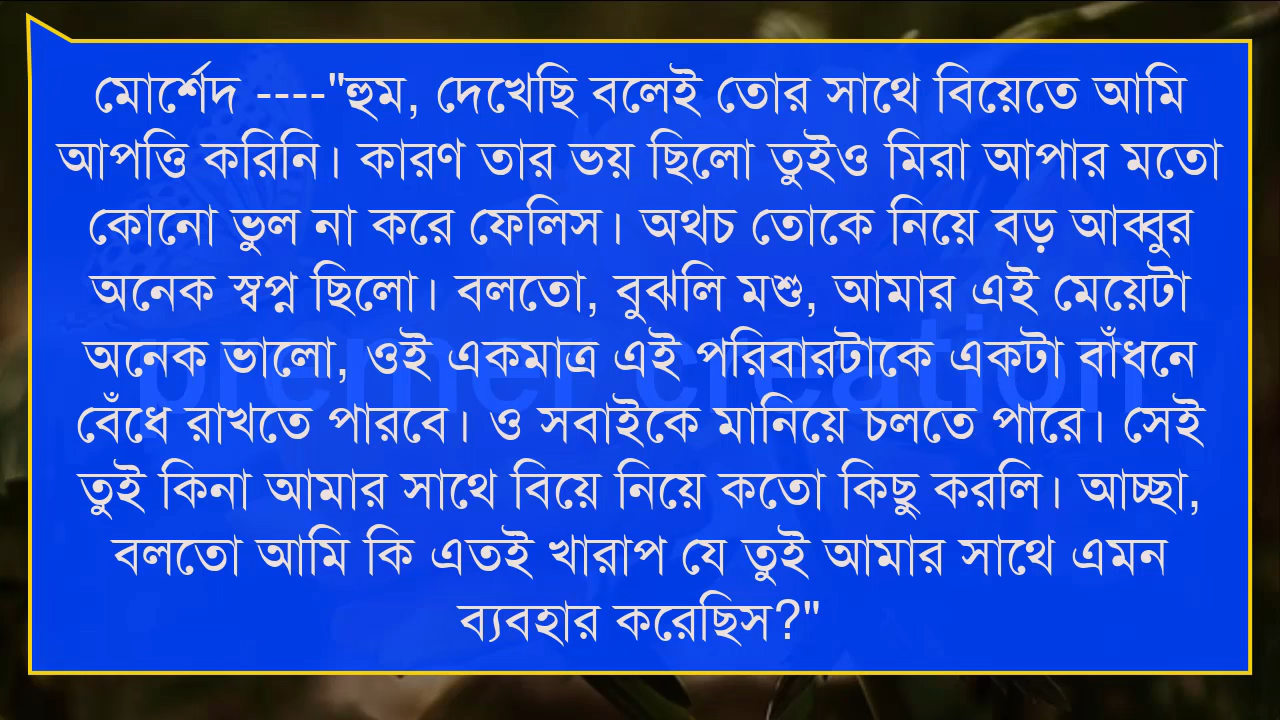 মোর্শেদ ----"হুম, দেখেছি বলেই তোর সাথে বিয়েতে আমি
আপত্তি করিনি। কারণ তার ভয় ছিলো তুইও মিরা আপার মতো
কোনো ভুল না করে ফেলিস। অথচ তোকে নিয়ে বড় আব্বুর
অনেক স্বপ্ন ছিলো। বলতো, বুঝলি মশু, আমার এই মেয়েটা
অনেক ভালো, ওই একমাত্র এই পরিবারটাকে একটা বাঁধনে
বেঁধে রাখতে পারবে। ও সবাইকে মানিয়ে চলতে পারে। সেই
তুই কিনা আমার সাথে বিয়ে নিয়ে কতো কিছু করলি। আচ্ছা,
বলতো আমি কি এতই খারাপ যে তুই আমার সাথে এমন
ব্যবহার করেছিস?"
premer creation